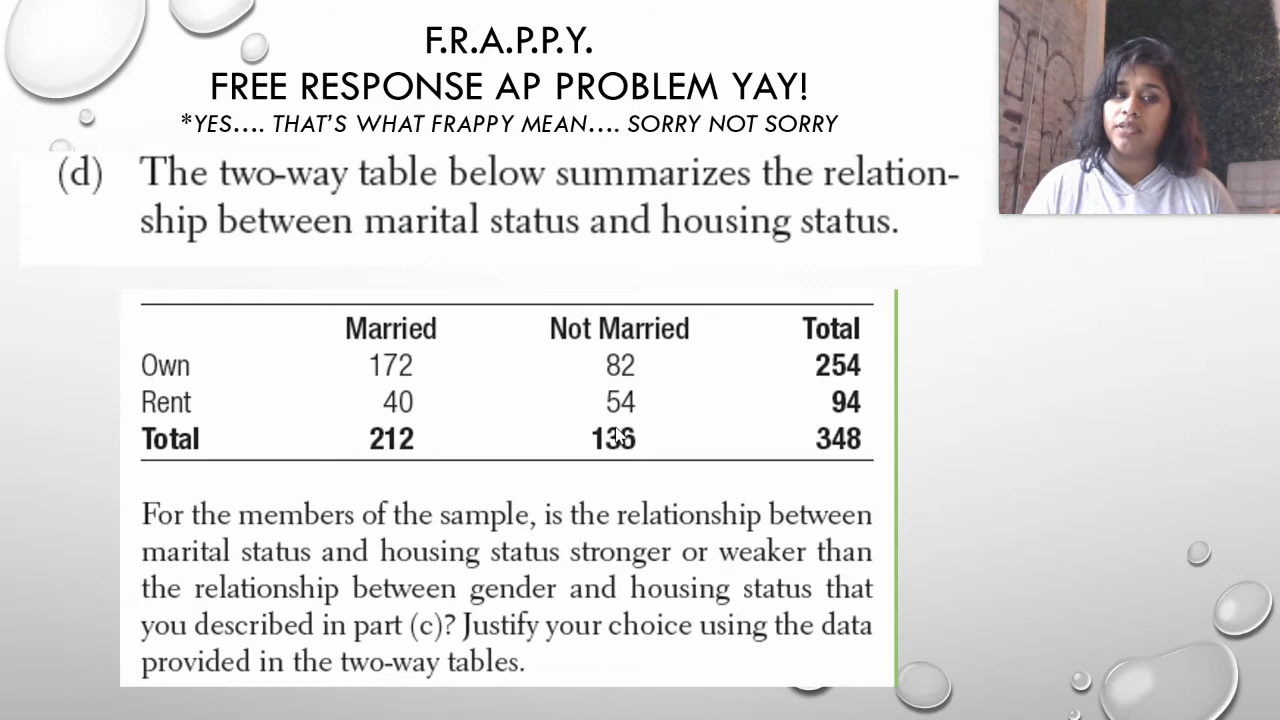 F.R.A.P.P.Y.
FREE RESPONSE AP PROBLEM YAY!
*YES.... THAT'S WHAT FRAPPY MEAN.... SORRY NOT SORRY
(d) The two-way table below summarizes the relation-
ship between marital status and housing status.
Married Not Married Total
Own 172 82 254
Rent 40 54 94
Total 212 136 348
For the members of the sample, is the relationship between
marital status and housing status stronger or weaker than
the relationship between gender and housing status that
you described in part (c)? Justify your choice using the data
provided in the two-way tables.